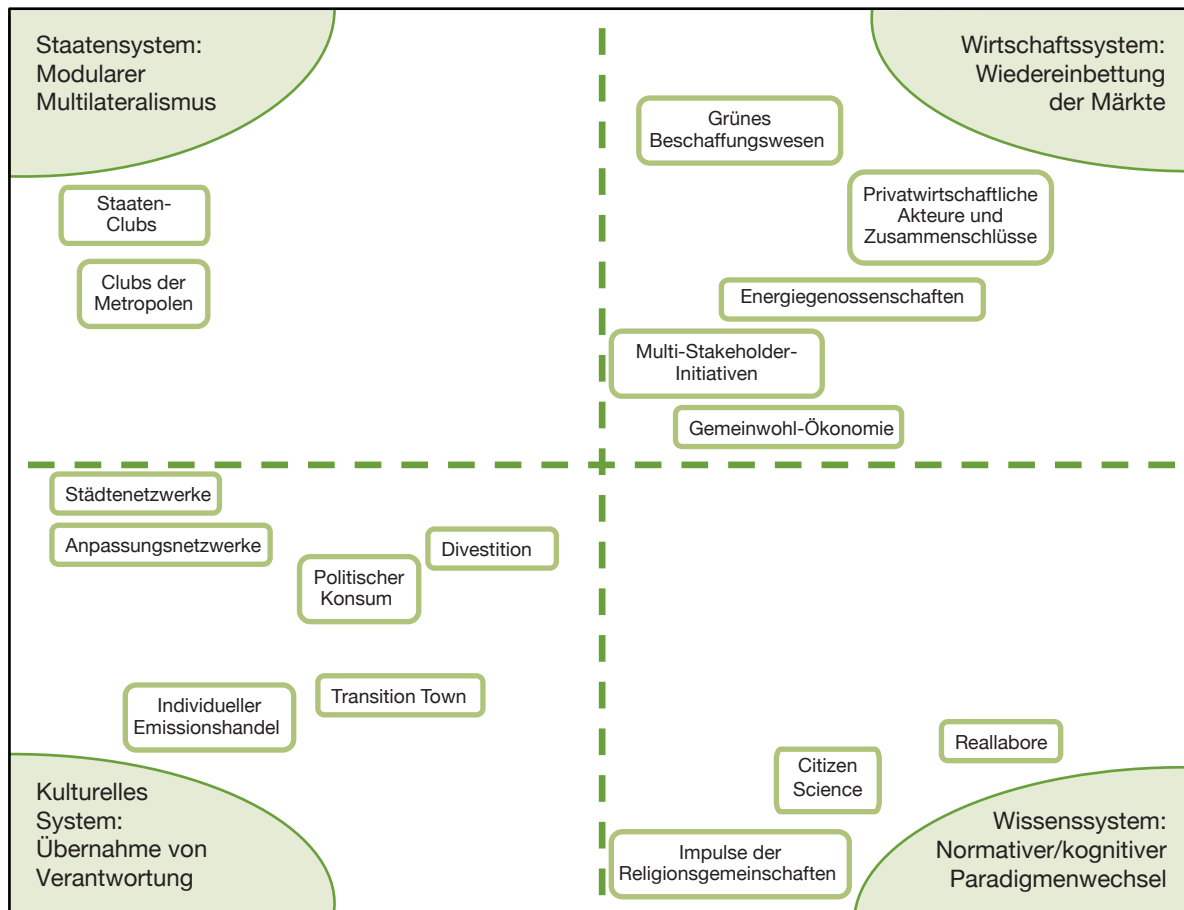 Staatensystem:
Modularer
Multilateralismus
Staaten-
Clubs
Clubs der
Metropolen
Wirtschaftssystem:
Wiedereinbettung
der Märkte
Grünes
Beschaffungswesen
Privatwirtschaftliche
Akteure und
Zusammenschlüsse
Energiegenossenschaften
Multi-Stakeholder-
Initiativen
Gemeinwohl-Ökonomie
Städtenetzwerke
Anpassungsnetzwerke
Divestition
Politischer
Konsum
Transition Town
Individueller
Emissionshandel
Kulturelles
System:
Übernahme von
Verantwortung
Reallabore
Citizen
Science
Impulse der
Religionsgemeinschaften
Wissenssystem:
Normativer/kognitiver
Paradigmenwechsel